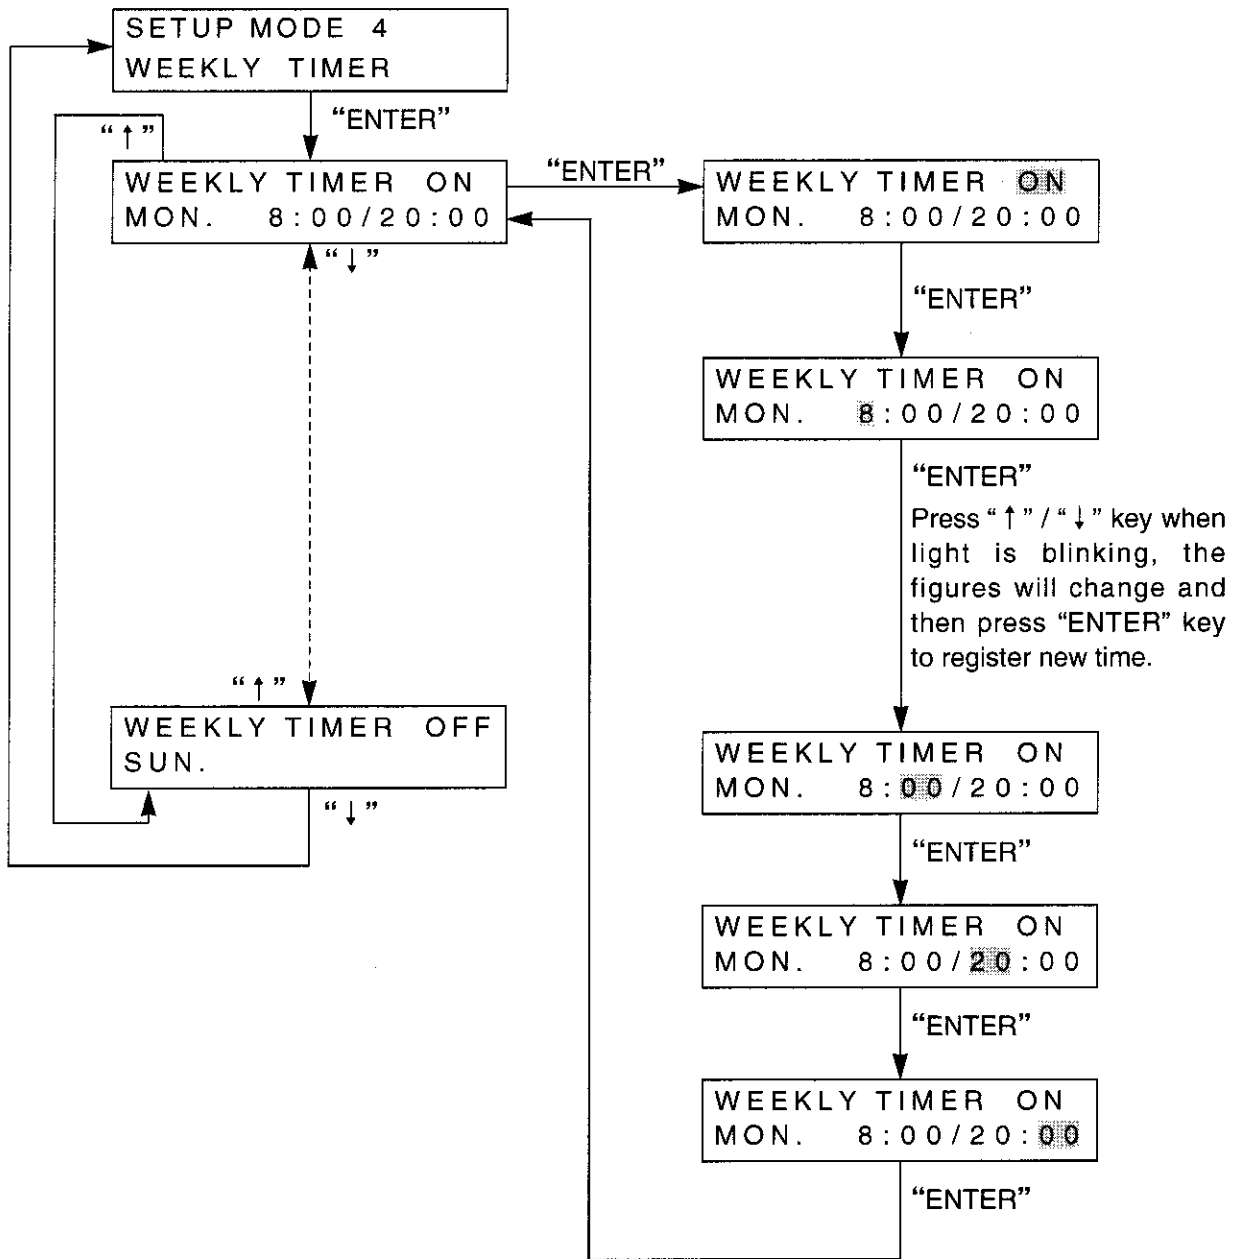 SETUP MODE 4
WEEKLY TIMER
“ENTER”
“↑”
WEEKLY TIMER ON
MON. 8:00/20:00
“↓”
“ENTER”
WEEKLY TIMER ON
MON. 8:00/20:00
“ENTER”
WEEKLY TIMER ON
MON. 8:00/20:00
“ENTER”
Press “↑” / “↓” key when
light is blinking, the
figures will change and
then press “ENTER” key
to register new time.
“↑”
WEEKLY TIMER OFF
SUN.
“↓”
WEEKLY TIMER ON
MON. 8:00/20:00
“ENTER”
WEEKLY TIMER ON
MON. 8:00/20:00
“ENTER”
WEEKLY TIMER ON
MON. 8:00/20:00
“ENTER”